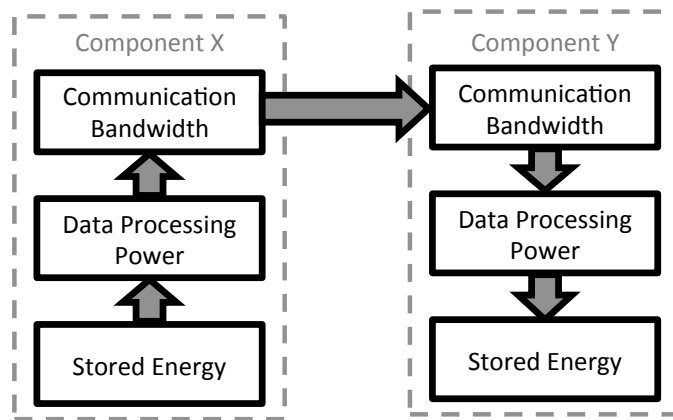 Component X
Communication
Bandwidth
Data Processing
Power
Stored Energy
Component Y
Communication
Bandwidth
Data Processing
Power
Stored Energy